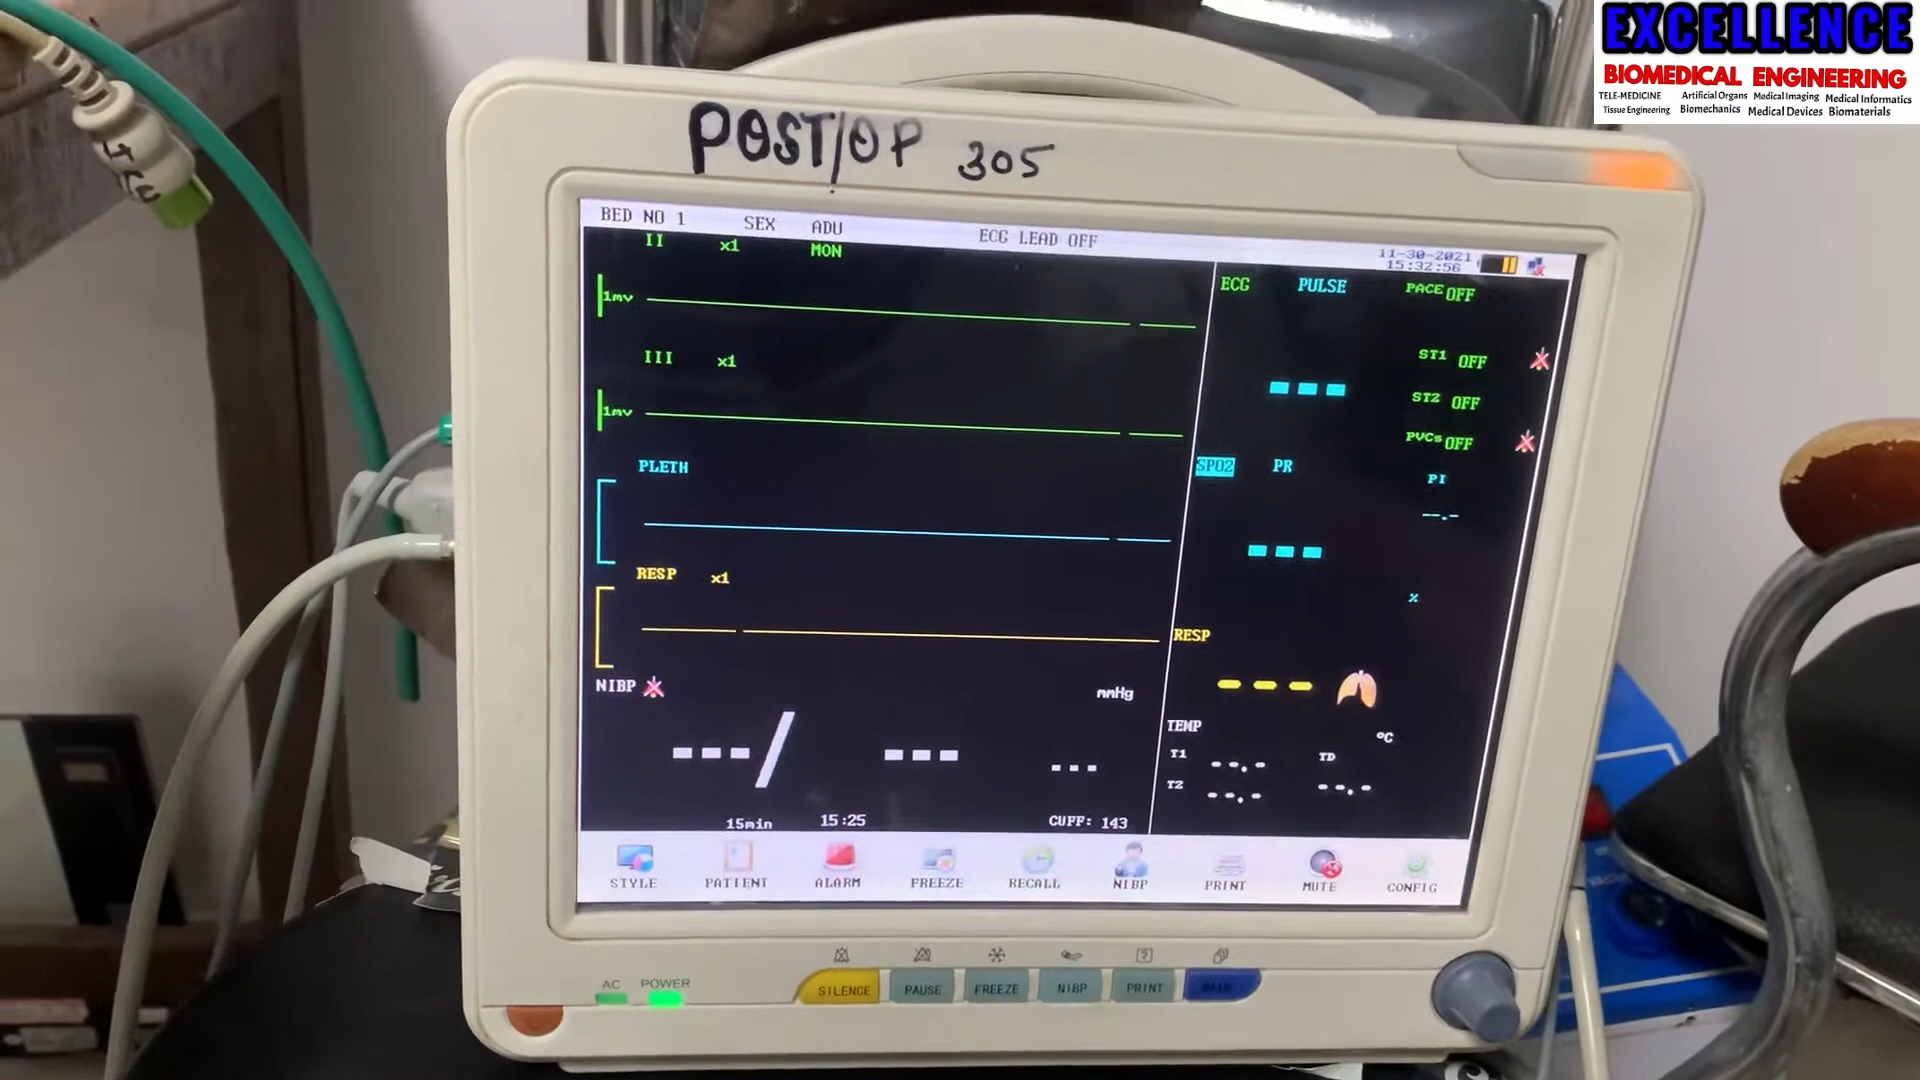 EXCELLENCE
BIOMEDICAL ENGINEERING
TELE-MEDICINE Artificial Organs Medical Imaging Medical Informatics
Tissue Engineering Biomechanics Medical Devices Biomaterials
POST/OP 305
BED NO 1 SEX ADU ECG LEAD OFF 11-30-2021
15:32:56
II x1 MON
ECG PULSE PACE OFF
1mv
III x1
ST1 OFF
ST2 OFF
1mv
PVCs OFF
PLETH
SPO2 PR PI
--.-
---
---
RESP x1
%
RESP
---
NIBP mmHg
TEMP °C
T1 --.- TD
T2 --.- --.-
---/ --- ---
15min 15:25 CUFF: 143
STYLE PATIENT ALARM FREEZE RECALL NIBP PRINT MUTE CONFIG
AC POWER
SILENCE PAUSE FREEZE NIBP PRINT MAIN